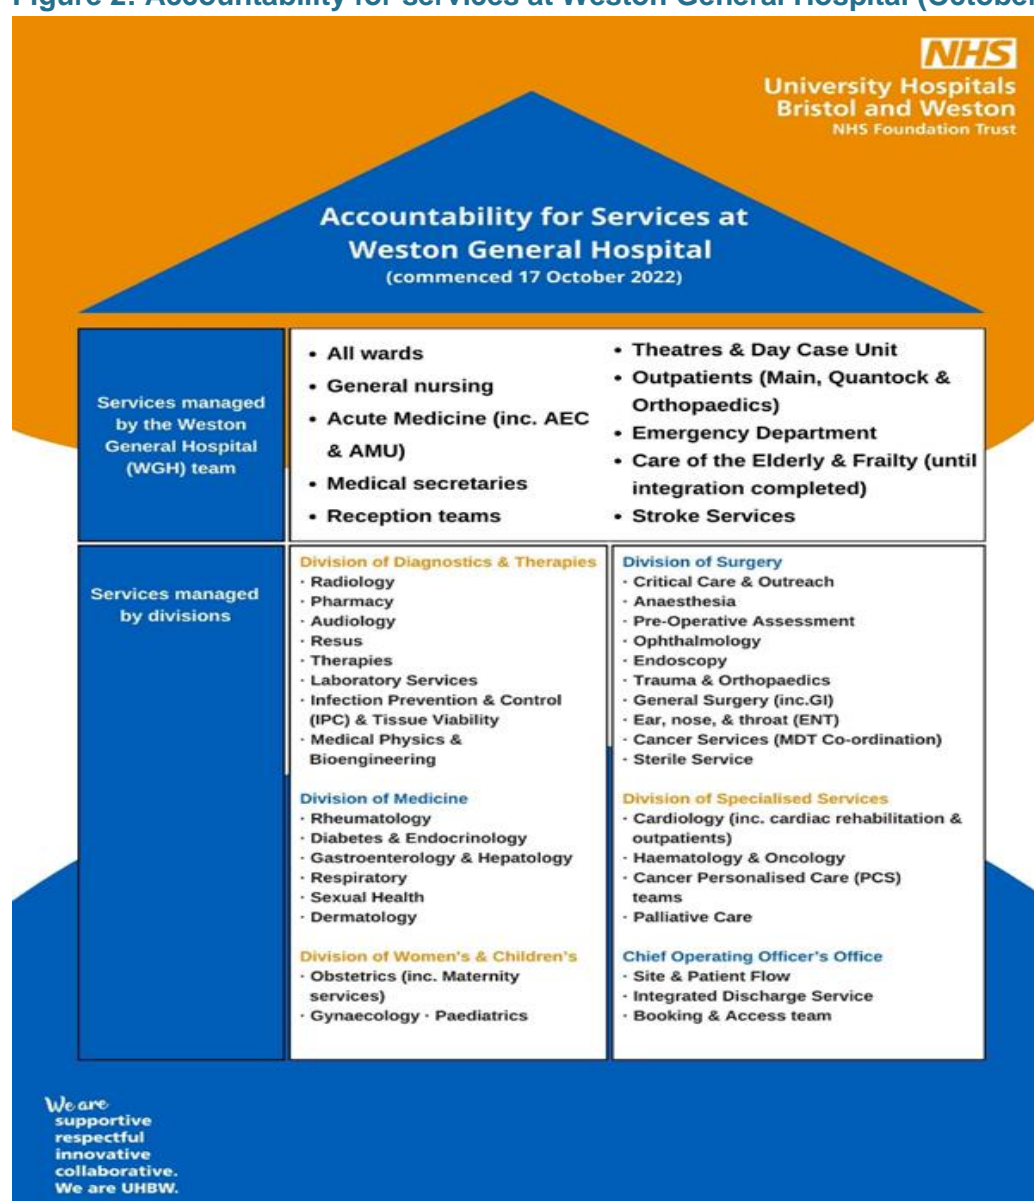 Figure 2: Accountability for services at Weston General Hospital (October
NHS
University Hospitals
Bristol and Weston
NHS Foundation Trust
Accountability for Services at
Weston General Hospital
(commenced 17 October 2022)
Services managed
by the Weston
General Hospital
(WGH) team
• All wards
• General nursing
• Acute Medicine (inc. AEC
& AMU)
• Medical secretaries
• Reception teams
• Theatres & Day Case Unit
• Outpatients (Main, Quantock &
Orthopaedics)
• Emergency Department
• Care of the Elderly & Frailty (until
integration completed)
• Stroke Services
Services managed
by divisions
Division of Diagnostics & Therapies
· Radiology
· Pharmacy
· Audiology
· Resus
· Therapies
· Laboratory Services
· Infection Prevention & Control
(IPC) & Tissue Viability
· Medical Physics &
Bioengineering
Division of Medicine
· Rheumatology
· Diabetes & Endocrinology
· Gastroenterology & Hepatology
· Respiratory
· Sexual Health
· Dermatology
Division of Women's & Children's
· Obstetrics (inc. Maternity
services)
· Gynaecology · Paediatrics
Division of Surgery
· Critical Care & Outreach
· Anaesthesia
· Pre-Operative Assessment
· Ophthalmology
· Endoscopy
· Trauma & Orthopaedics
· General Surgery (inc.GI)
· Ear, nose, & throat (ENT)
· Cancer Services (MDT Co-ordination)
· Sterile Service
Division of Specialised Services
· Cardiology (inc. cardiac rehabilitation &
outpatients)
· Haematology & Oncology
· Cancer Personalised Care (PCS)
teams
· Palliative Care
Chief Operating Officer's Office
· Site & Patient Flow
· Integrated Discharge Service
· Booking & Access team
We are
supportive
respectful
innovative
collaborative.
We are UHBW.